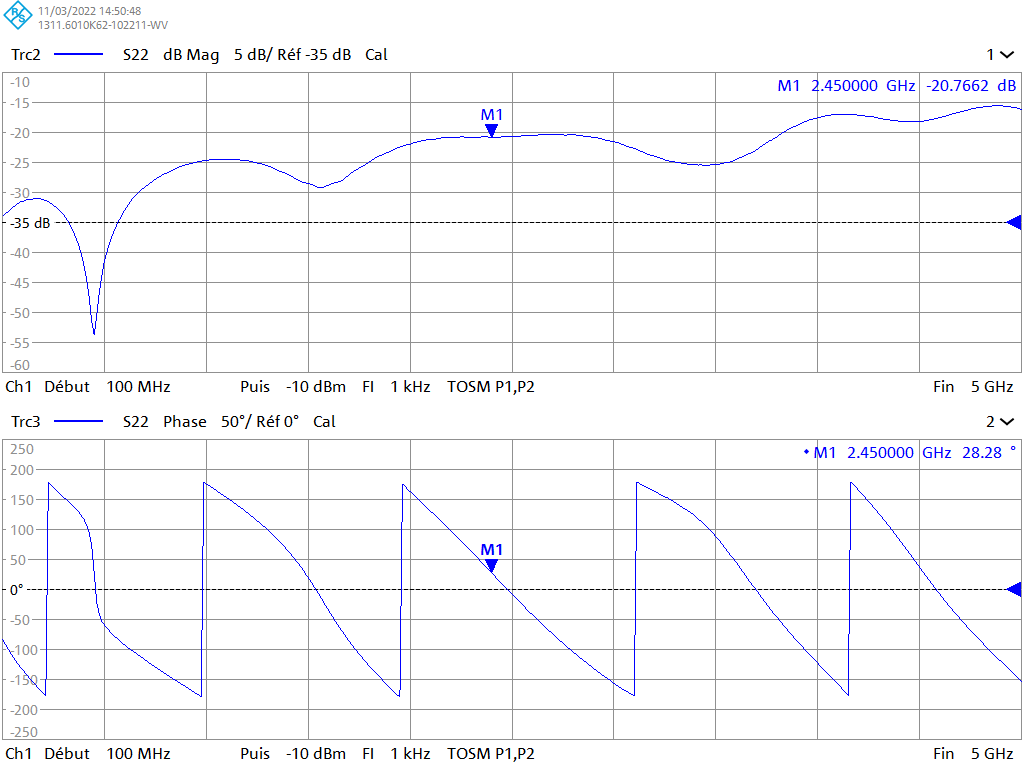 R&S
11/03/2022 14:50:48
1311.6010K62-102211-WV
Trc2 S22 dB Mag 5 dB/ Réf -35 dB Cal 1
M1 2.450000 GHz -20.7662 dB
-10
-15
M1
-20
-25
-30
-35 dB
-40
-45
-50
-55
-60
Ch1 Début 100 MHz Puis -10 dBm FI 1 kHz TOSM P1,P2 Fin 5 GHz
Trc3 S22 Phase 50°/ Réf 0° Cal 2
M1 2.450000 GHz 28.28 °
250
200
150
100
M1
50
0°
-50
-100
-150
-200
-250
Ch1 Début 100 MHz Puis -10 dBm FI 1 kHz TOSM P1,P2 Fin 5 GHz